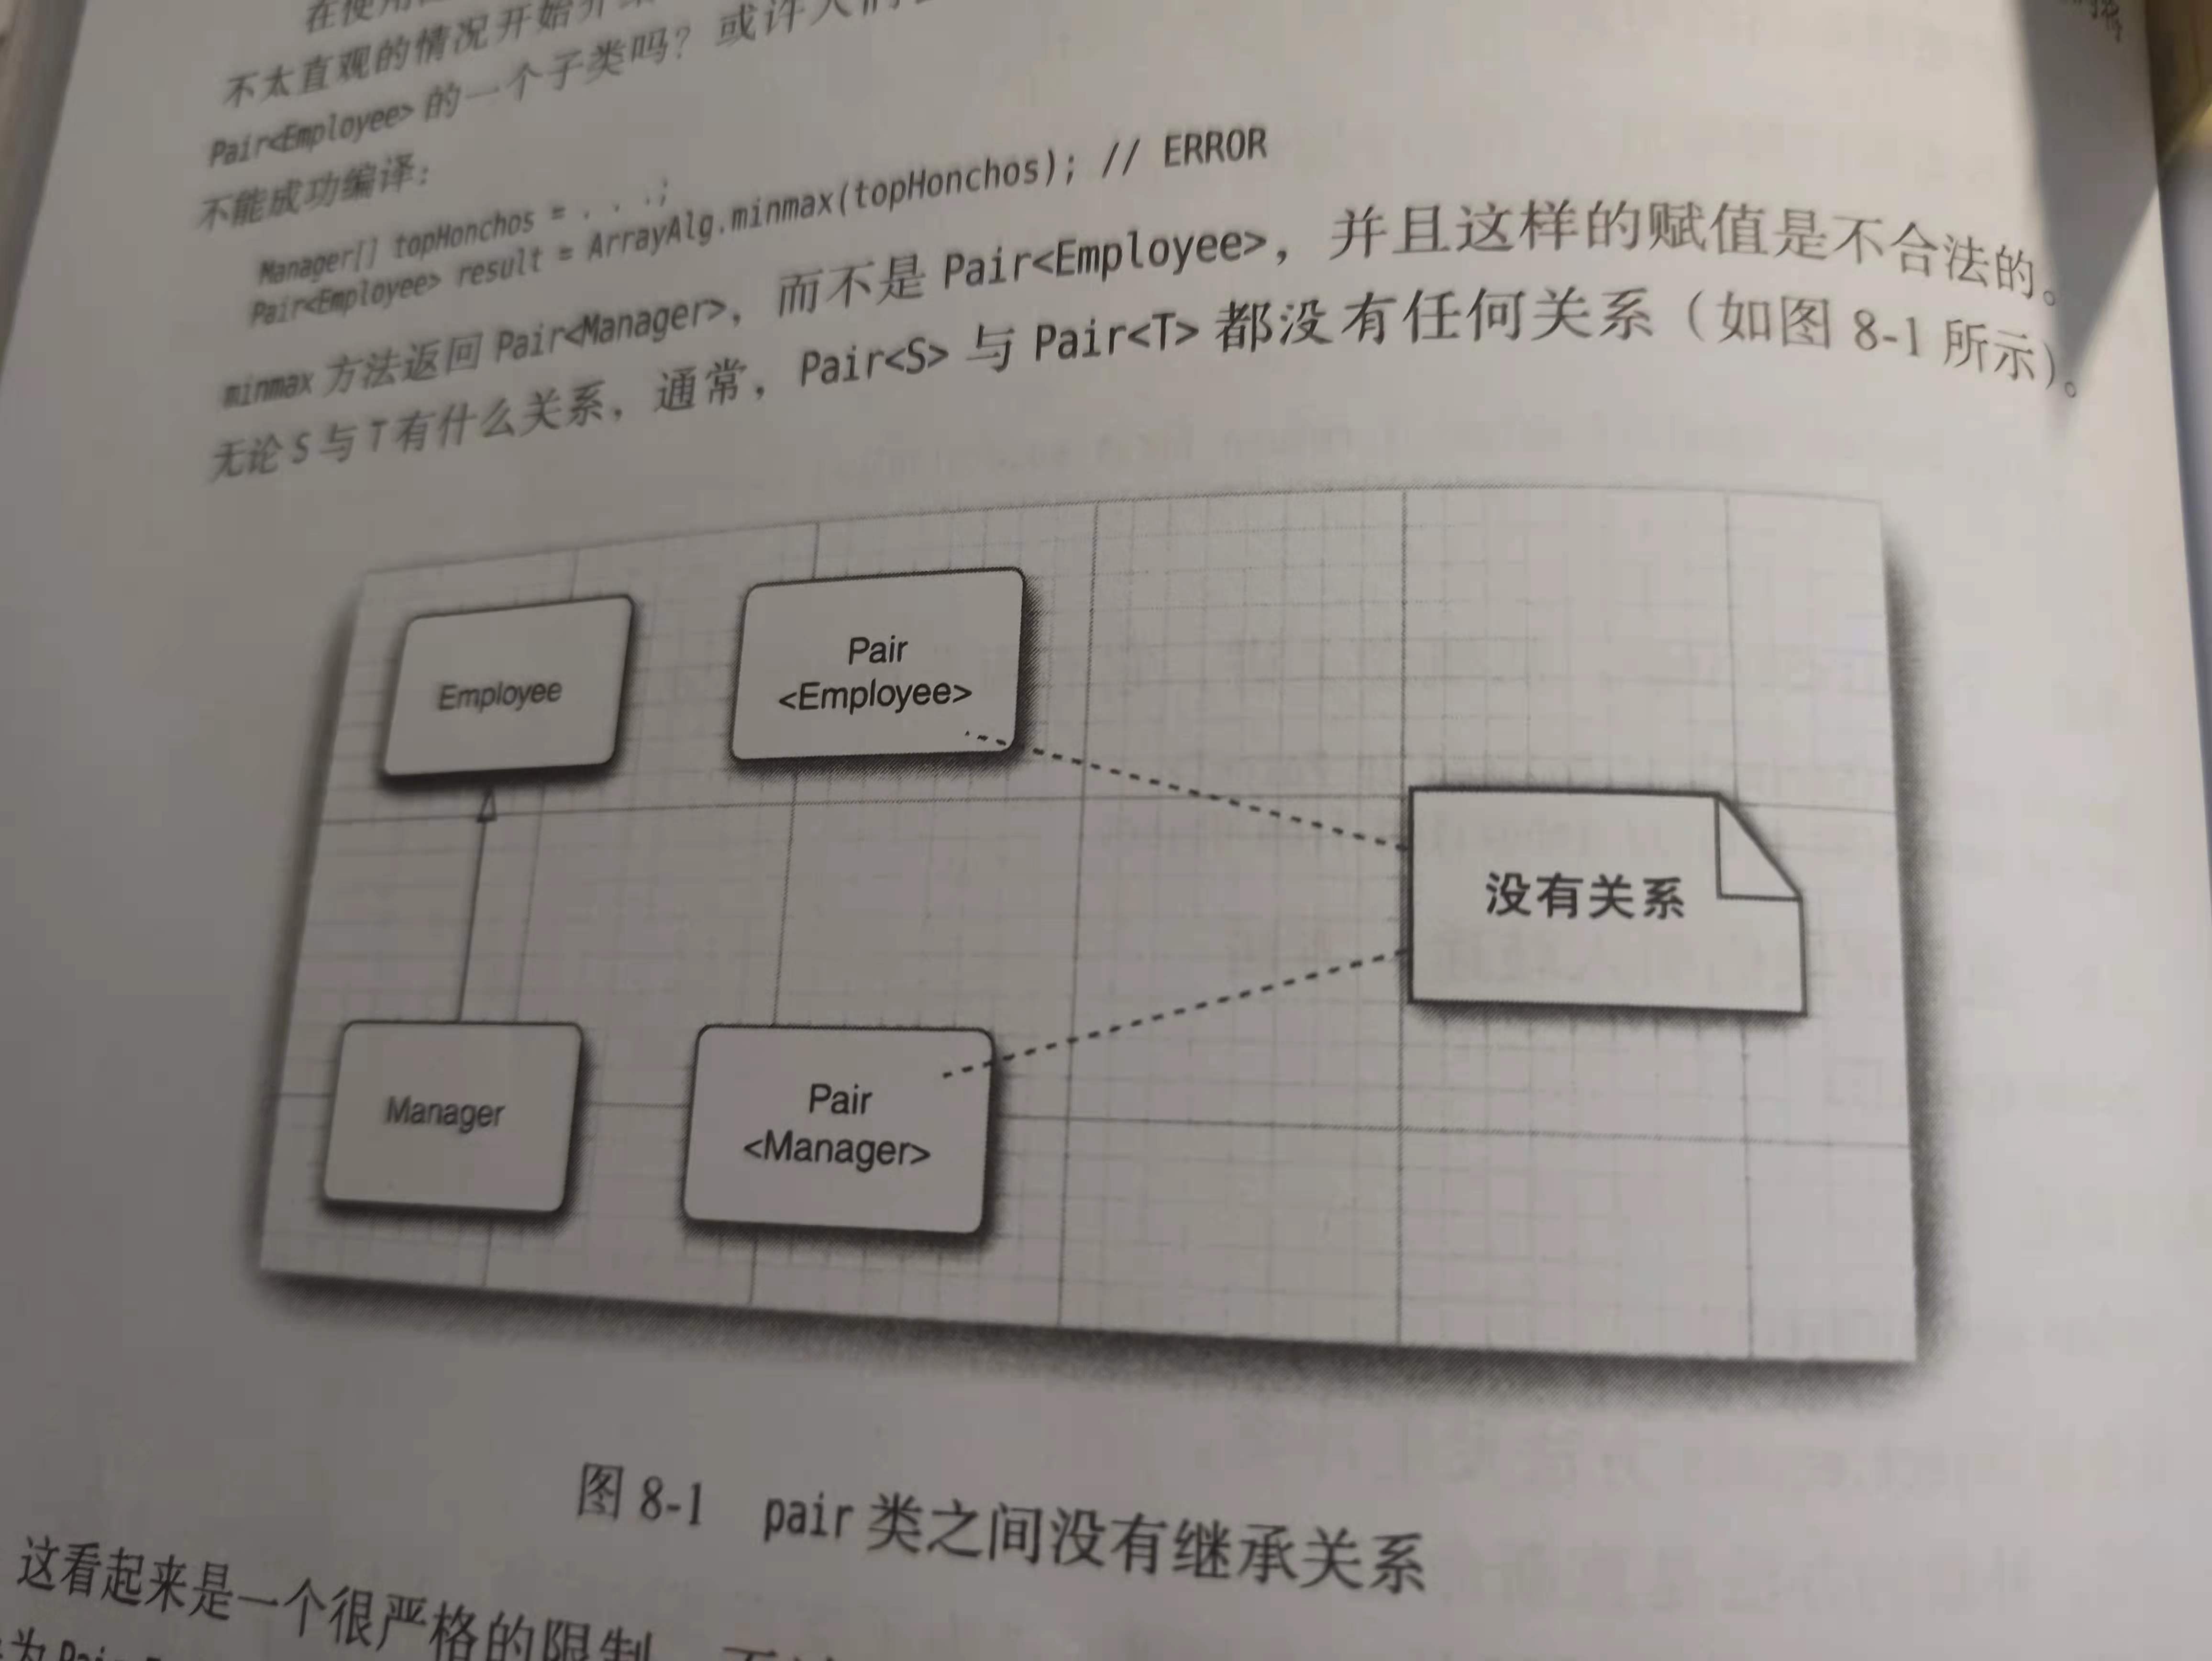 在使用
不太直观的情况开始介绍
Pair<Employee> 的一个子类吗？或许人们
不能成功编译：
Manager[] topHonchos = . . .;
Pair<Employee> result = ArrayAlg.minmax(topHonchos); // ERROR
minmax 方法返回 Pair<Manager>，而不是 Pair<Employee>，并且这样的赋值是不合法的。
无论 S 与 T 有什么关系，通常，Pair<S> 与 Pair<T> 都没有任何关系（如图 8-1 所示）。
Employee
Pair
<Employee>
没有关系
Manager
Pair
<Manager>
图 8-1 pair 类之间没有继承关系
这看起来是一个很严格的限制
为